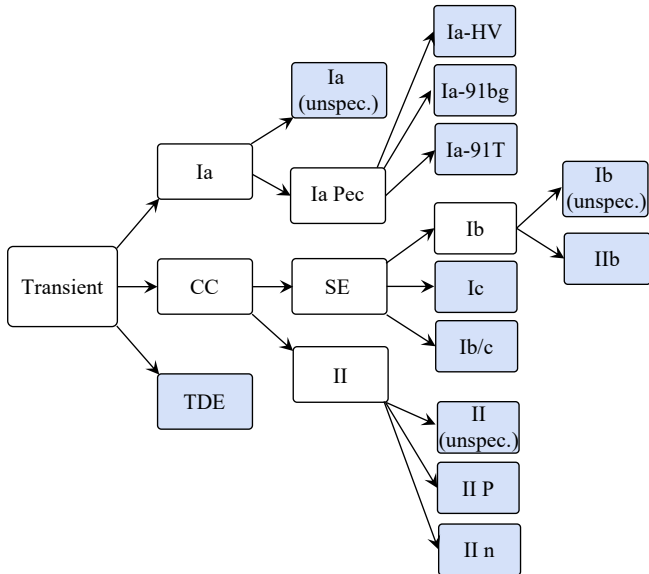 Ia-HV
Ia
(unspec.)
Ia-91bg
Ia-91T
Ia
Ia Pec
Ib
(unspec.)
Ib
IIb
Transient
CC
SE
Ic
Ib/c
II
TDE
II
(unspec.)
II P
II n